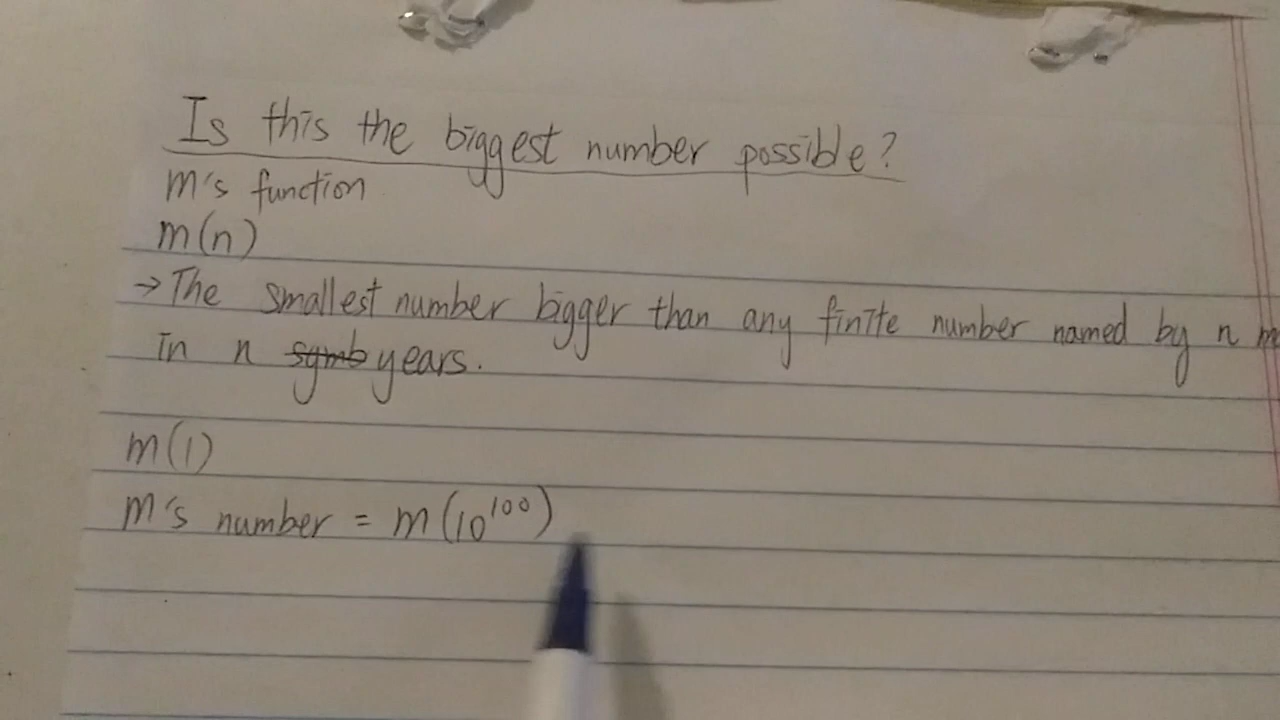 Is this the biggest number possible?
m's function
m(n)
→ The smallest number bigger than any finite number named by n
in n symb years.
m(1)
m's number = m(10^100)